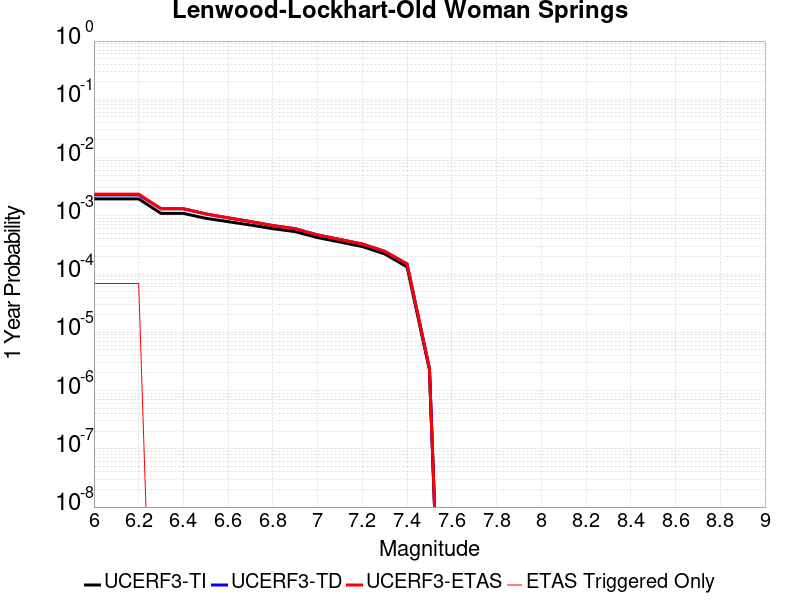 Lenwood-Lockhart-Old Woman Springs
1 Year Probability
10^0
10^-1
10^-2
10^-3
10^-4
10^-5
10^-6
10^-7
10^-8
6 6.2 6.4 6.6 6.8 7 7.2 7.4 7.6 7.8 8 8.2 8.4 8.6 8.8 9
Magnitude
UCERF3-TI UCERF3-TD UCERF3-ETAS ETAS Triggered Only